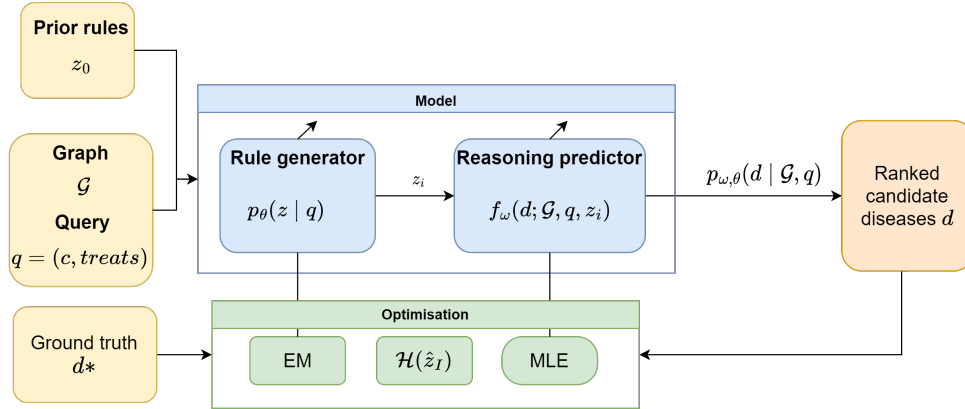 Prior rules
z_0
Graph
𝒢
Query
q = (c, treats)
Ground truth
d*
Model
Rule generator
p_θ(z | q)
z_i
Reasoning predictor
f_ω(d; 𝒢, q, z_i)
p_{ω,θ}(d | 𝒢, q)
Ranked
candidate
diseases d
Optimisation
EM
ℋ(ẑ_I)
MLE